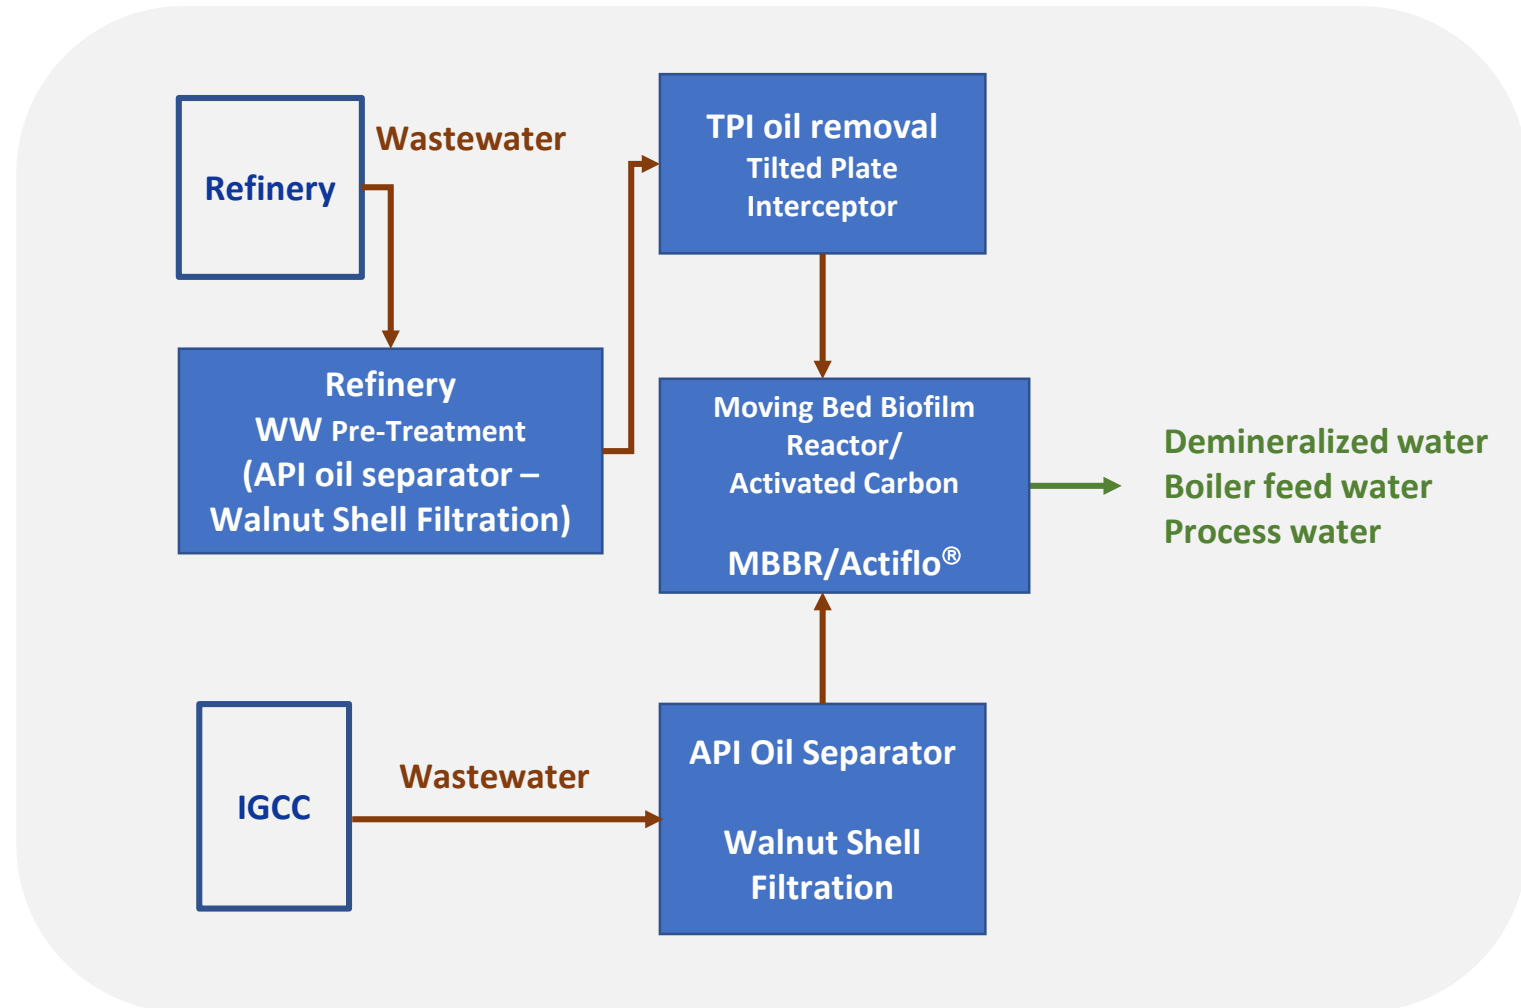 Refinery
Wastewater
TPI oil removal
Tilted Plate
Interceptor
Refinery
WW Pre-Treatment
(API oil separator –
Walnut Shell Filtration)
Moving Bed Biofilm
Reactor/
Activated Carbon
MBBR/Actiflo®
Demineralized water
Boiler feed water
Process water
IGCC
Wastewater
API Oil Separator
Walnut Shell
Filtration